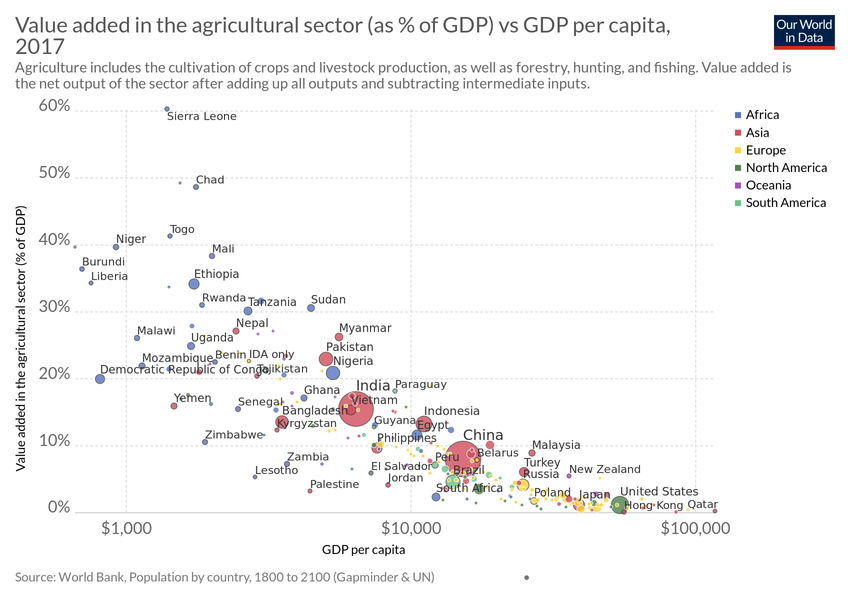 Value added in the agricultural sector (as % of GDP) vs GDP per capita,
2017
Our World
in Data
Agriculture includes the cultivation of crops and livestock production, as well as forestry, hunting, and fishing. Value added is
the net output of the sector after adding up all outputs and subtracting intermediate inputs.
Value added in the agricultural sector (% of GDP)
60%
50%
40%
30%
20%
10%
0%
Sierra Leone
Chad
Togo
Niger
Mali
Burundi
Liberia
Ethiopia
Rwanda
Tanzania
Sudan
Nepal
Malawi
Myanmar
Uganda
Pakistan
Mozambique
Benin
IDA only
Nigeria
Democratic Republic of Congo
Tajikistan
India
Paraguay
Ghana
Yemen
Senegal
Vietnam
Bangladesh
Indonesia
Kyrgyzstan
Guyana
Egypt
Zimbabwe
Philippines
China
Malaysia
Belarus
Zambia
Peru
Turkey
Lesotho
El Salvador
Brazil
Russia
New Zealand
Jordan
Palestine
South Africa
Poland
Japan
United States
Hong Kong
Qatar
$1,000
$10,000
$100,000
GDP per capita
Africa
Asia
Europe
North America
Oceania
South America
Source: World Bank, Population by country, 1800 to 2100 (Gapminder & UN)